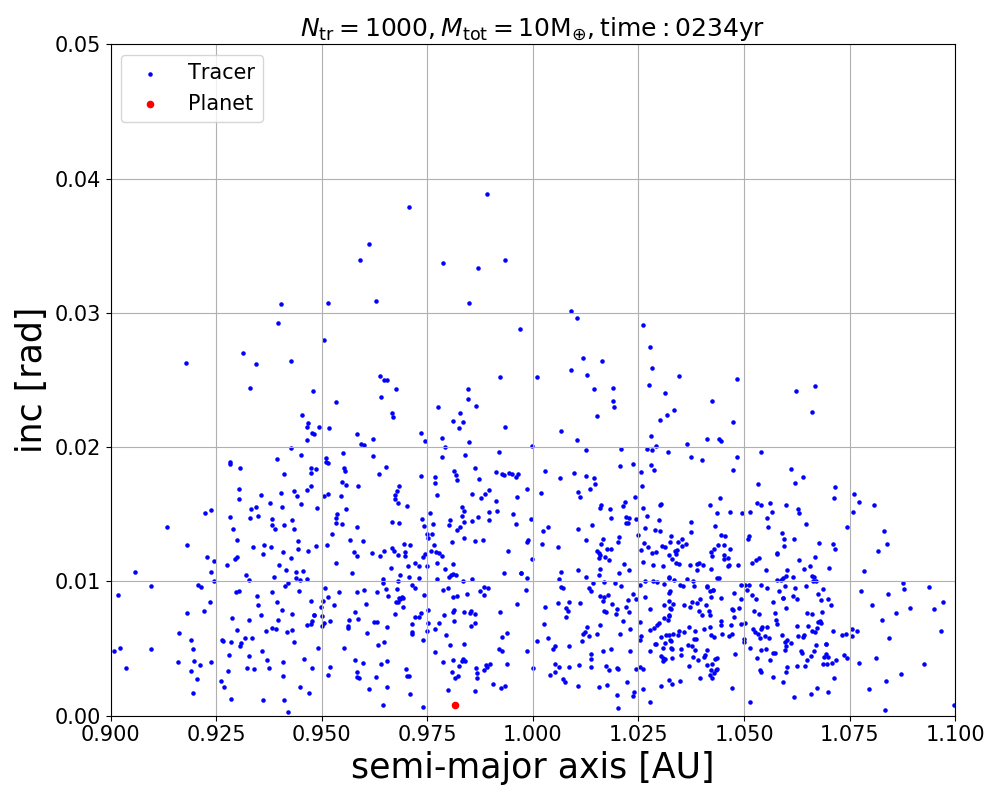 N_tr = 1000, M_tot = 10M_⊕, time : 0234yr
0.05
Tracer
Planet
0.04
0.03
inc [rad]
0.02
0.01
0.00
0.900 0.925 0.950 0.975 1.000 1.025 1.050 1.075 1.100
semi-major axis [AU]